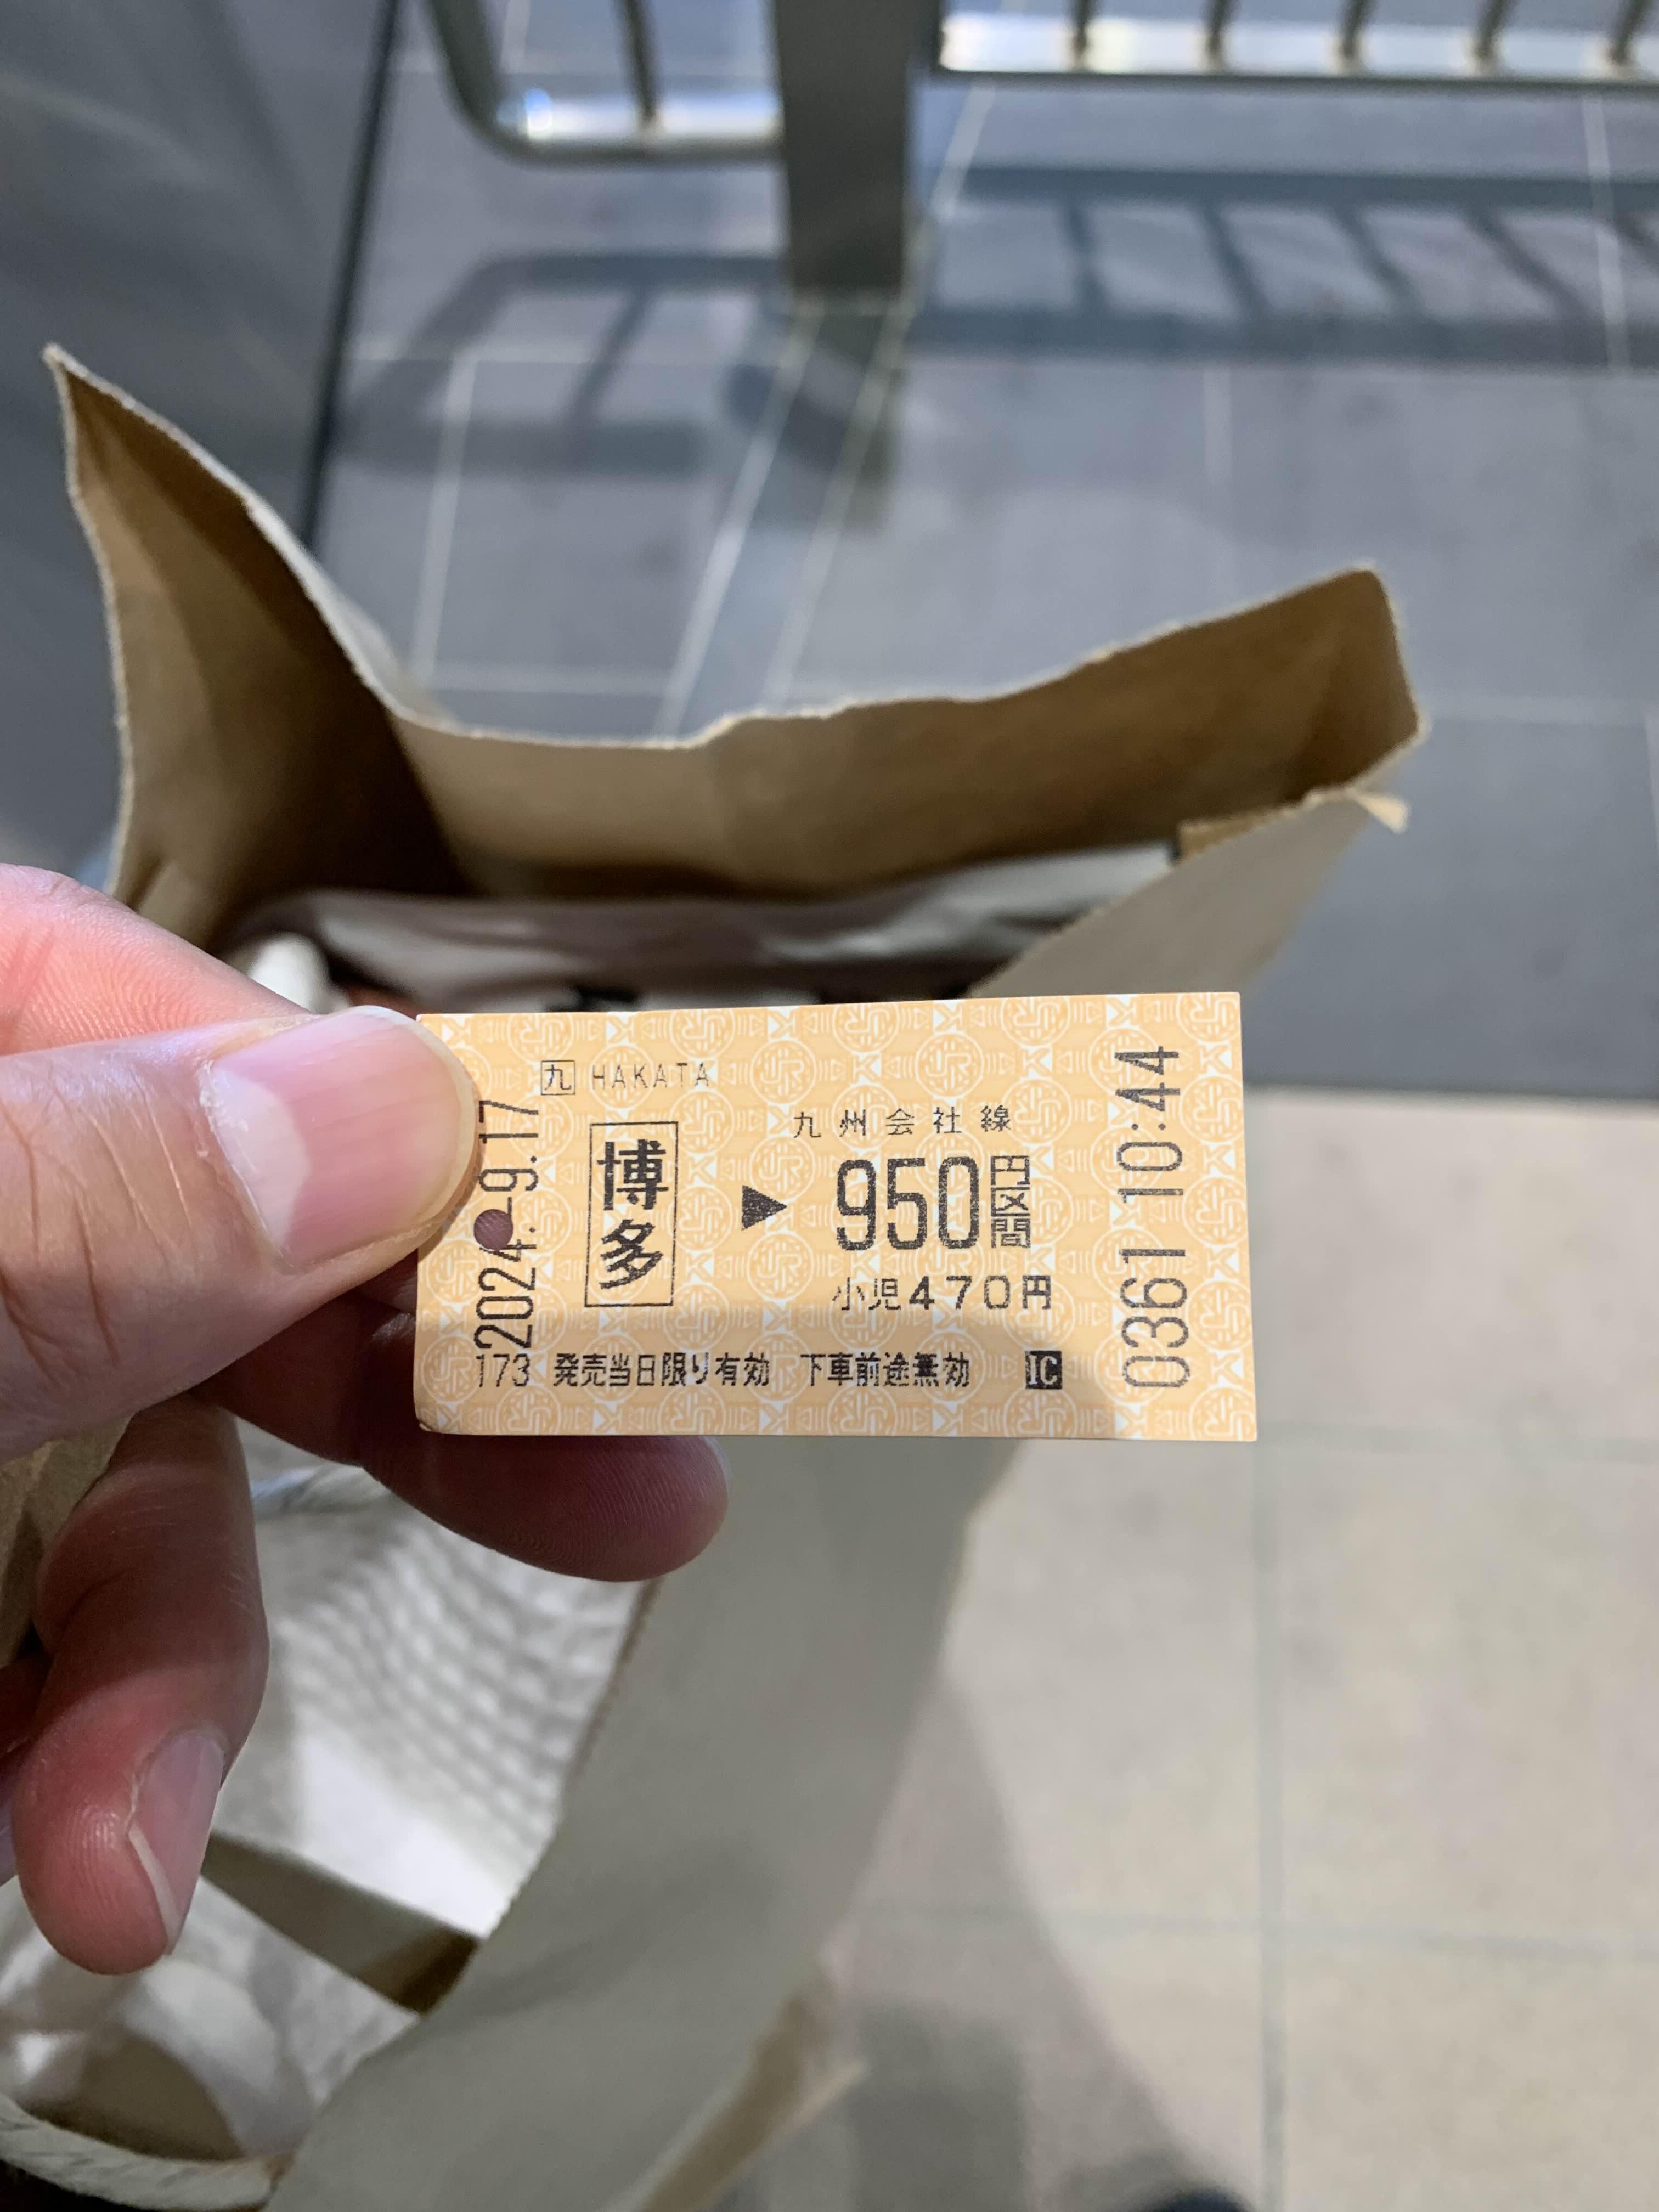 九 HAKATA
2024.-9.17
博多
▶
九州会社線
950円区間
小児470円
173 発売当日限り有効 下車前途無効 IC
0361 10:44